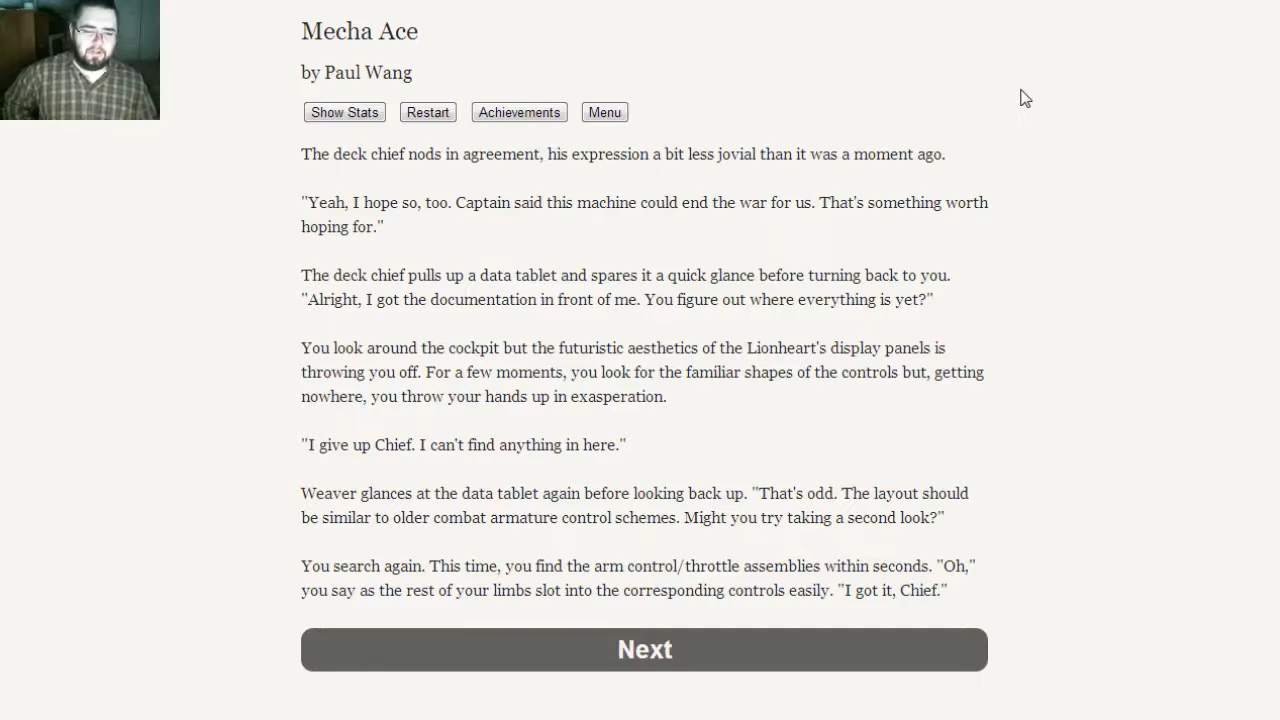 Mecha Ace
by Paul Wang
Show Stats Restart Achievements Menu
The deck chief nods in agreement, his expression a bit less jovial than it was a moment ago.
"Yeah, I hope so, too. Captain said this machine could end the war for us. That's something worth
hoping for."
The deck chief pulls up a data tablet and spares it a quick glance before turning back to you.
"Alright, I got the documentation in front of me. You figure out where everything is yet?"
You look around the cockpit but the futuristic aesthetics of the Lionheart's display panels is
throwing you off. For a few moments, you look for the familiar shapes of the controls but, getting
nowhere, you throw your hands up in exasperation.
"I give up Chief. I can't find anything in here."
Weaver glances at the data tablet again before looking back up. "That's odd. The layout should
be similar to older combat armature control schemes. Might you try taking a second look?"
You search again. This time, you find the arm control/throttle assemblies within seconds. "Oh,"
you say as the rest of your limbs slot into the corresponding controls easily. "I got it, Chief."
Next